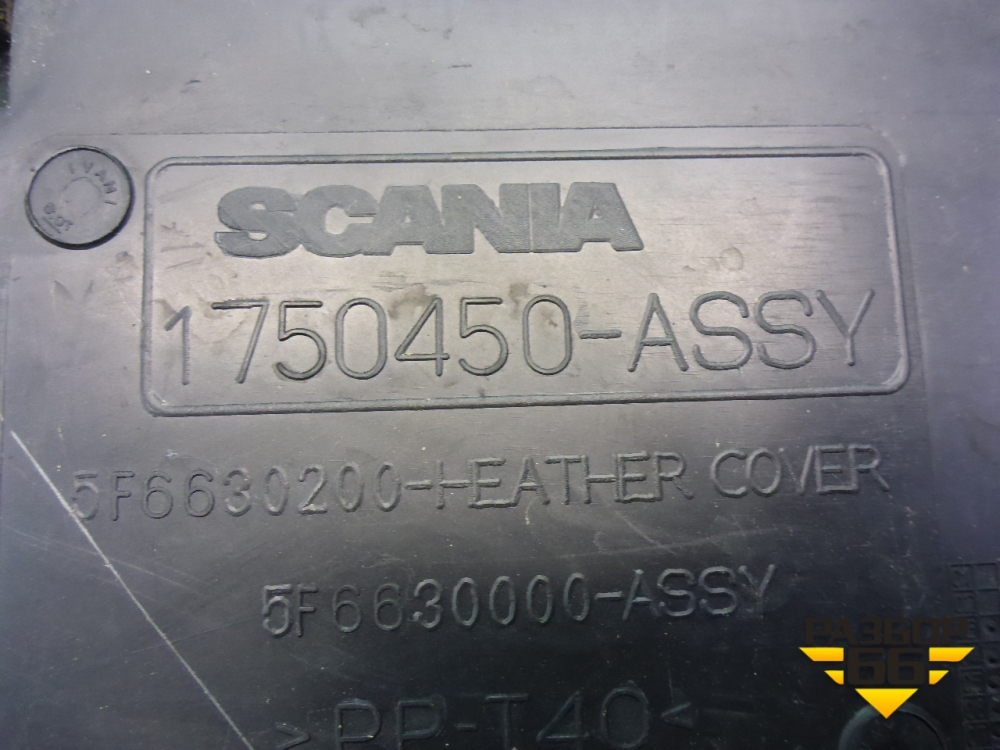 SCANIA
1750450-ASSY
5F6630200-HEATHER COVER
5F6630000-ASSY
>PP-T40<
РАЗБОР
66